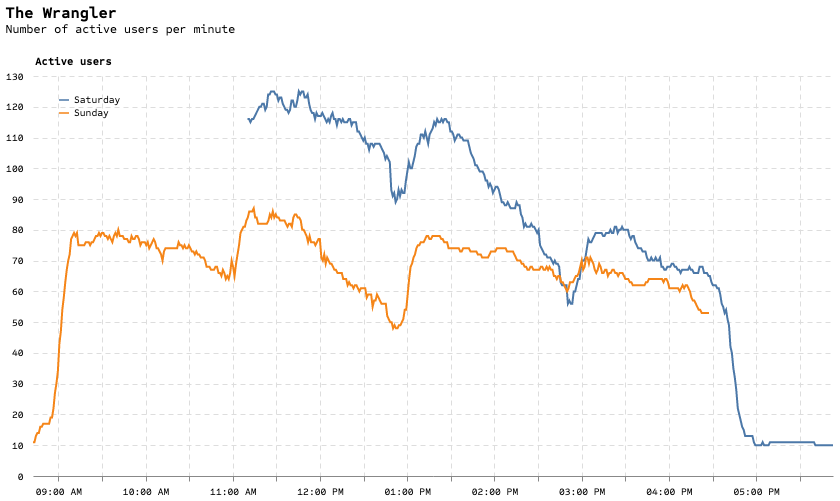 The Wrangler
Number of active users per minute
Active users
130
Saturday
120
Sunday
110
100
90
80
70
60
50
40
30
20
10
0
09:00 AM 10:00 AM 11:00 AM 12:00 PM 01:00 PM 02:00 PM 03:00 PM 04:00 PM 05:00 PM